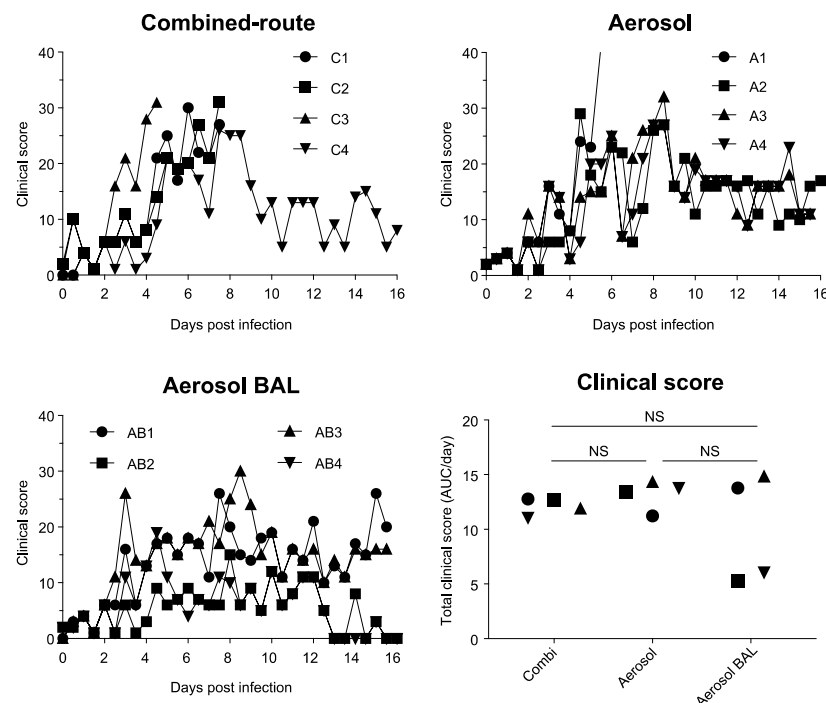 Combined-route
40
30
20
10
0
Clinical score
C1
C2
C3
C4
0 2 4 6 8 10 12 14 16
Days post infection
Aerosol
40
30
20
10
0
Clinical score
A1
A2
A3
A4
0 2 4 6 8 10 12 14 16
Days post infection
Aerosol BAL
40
30
20
10
0
Clinical score
AB1
AB2
AB3
AB4
0 2 4 6 8 10 12 14 16
Days post infection
Clinical score
20
15
10
5
0
Total clinical score (AUC/day)
NS
NS
NS
Combi
Aerosol
Aerosol BAL